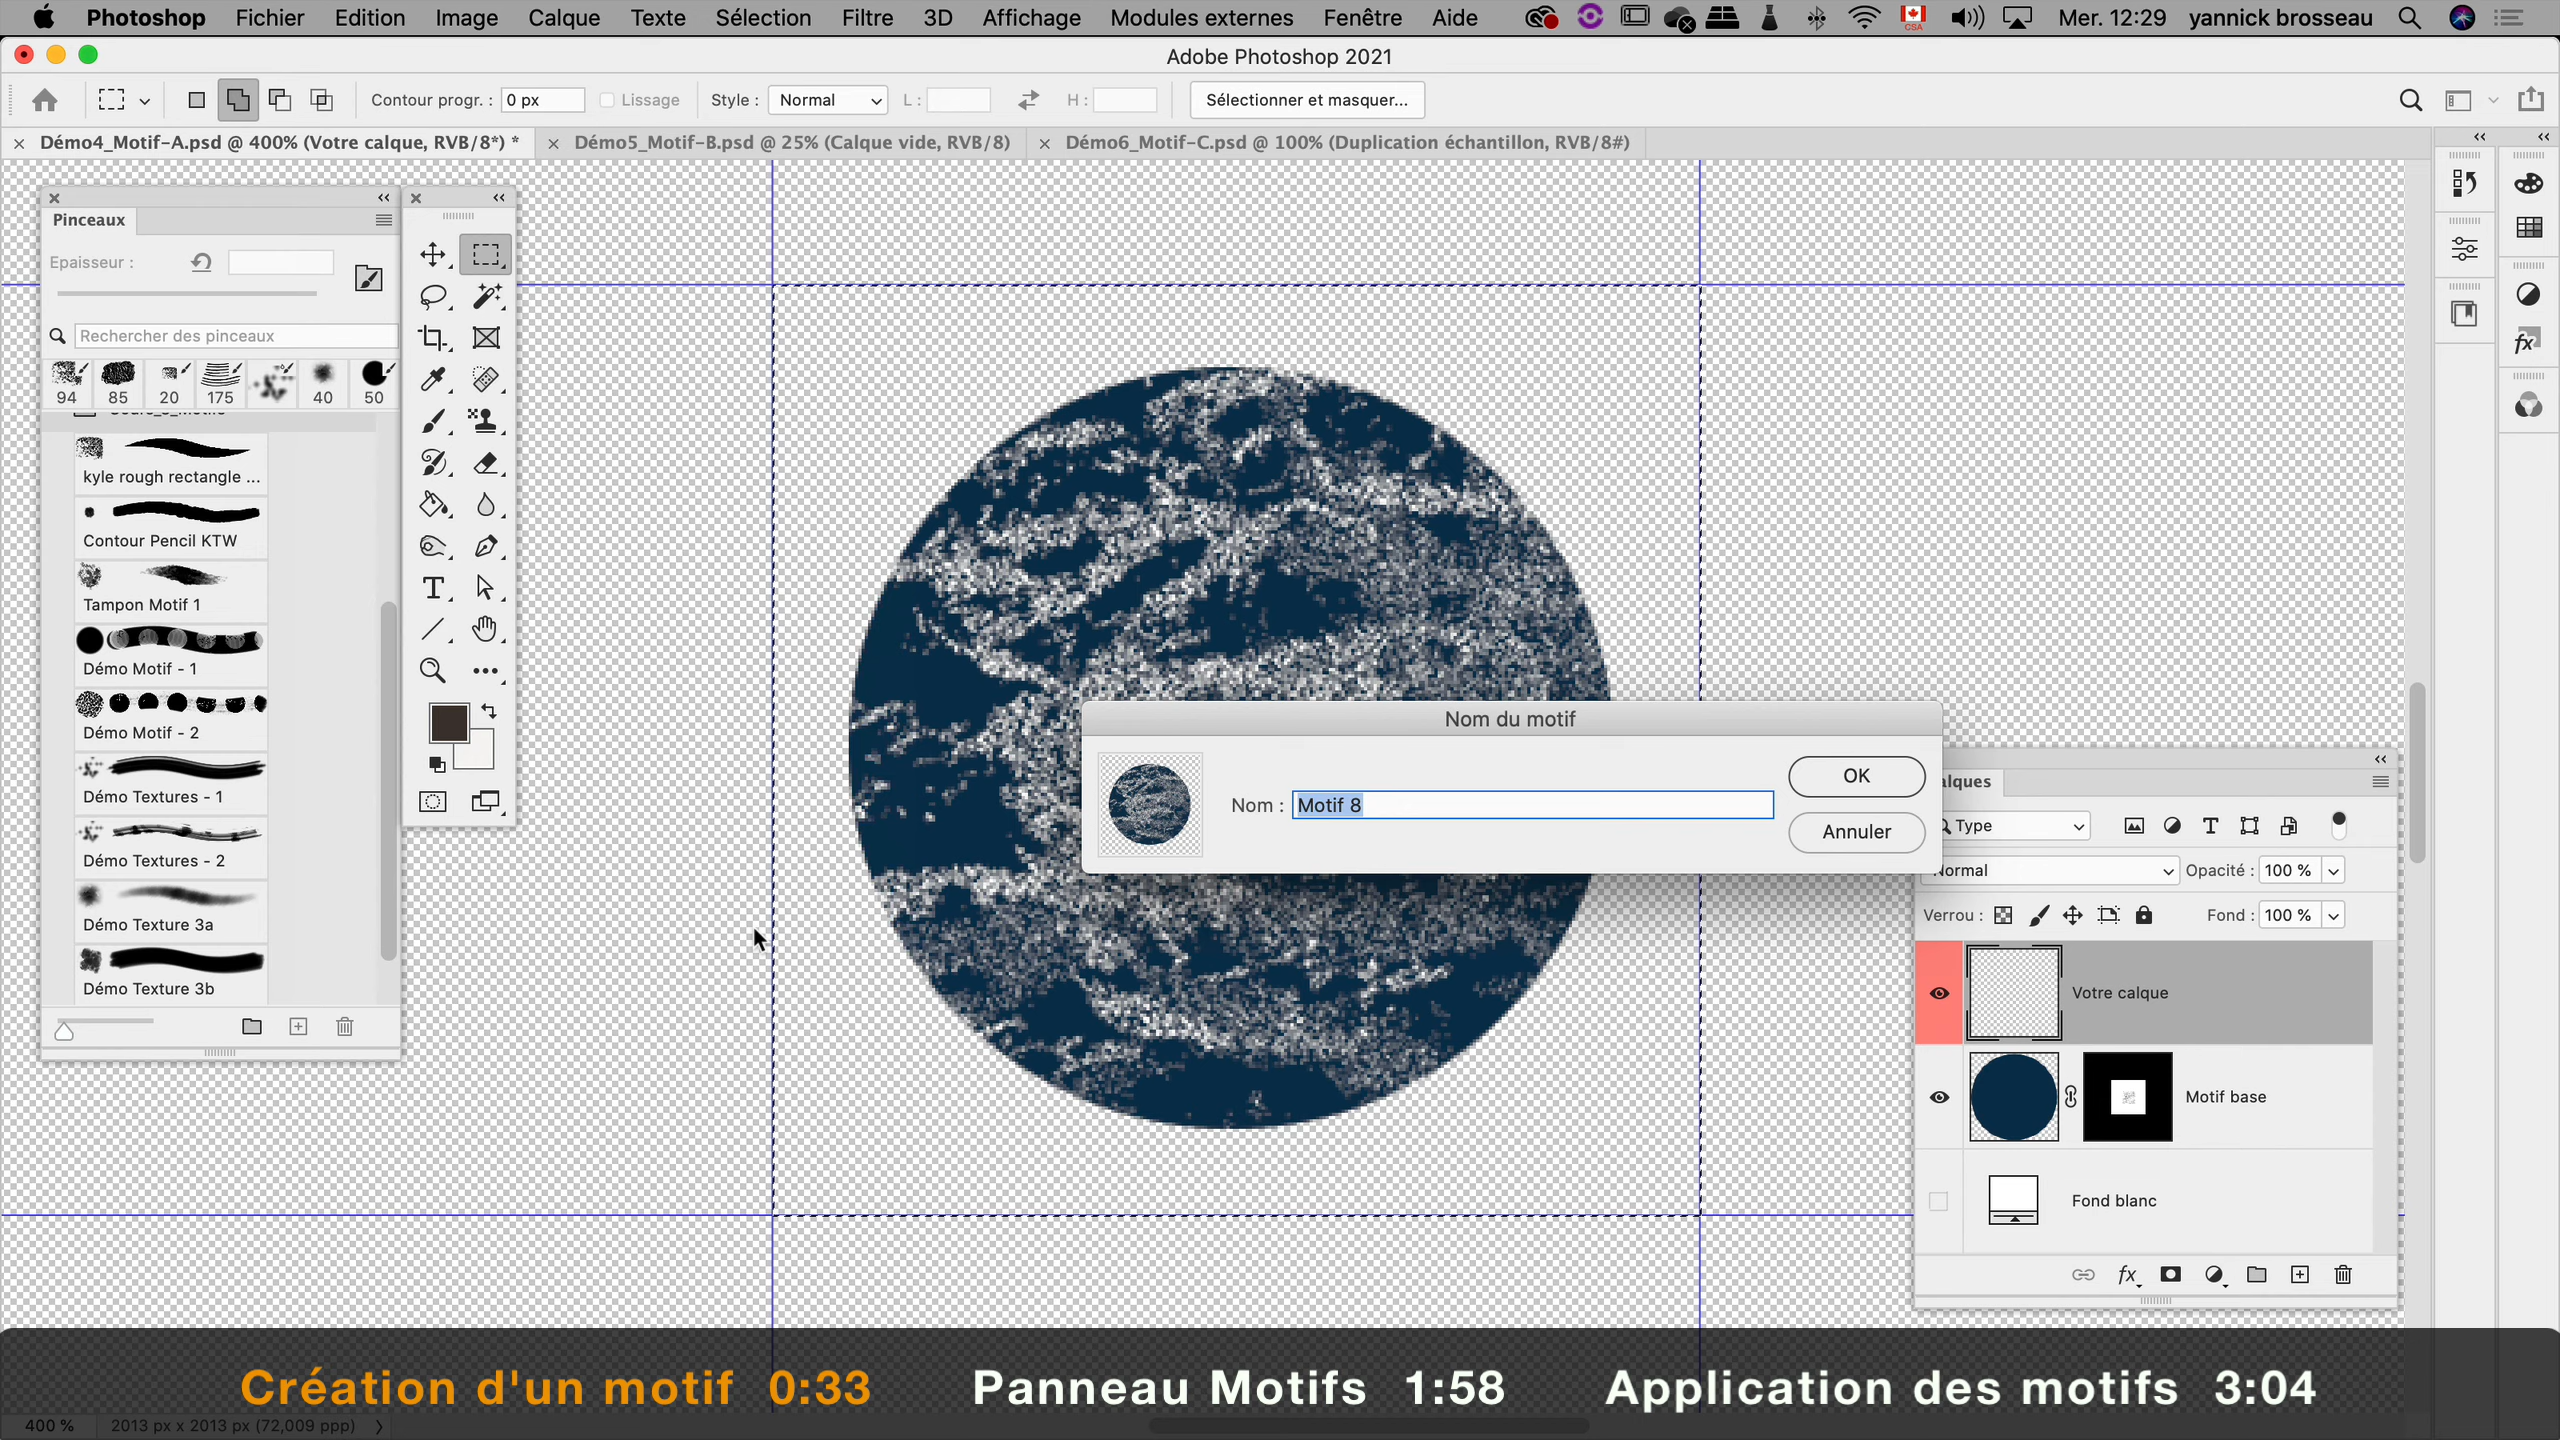 Photoshop Fichier Edition Image Calque Texte Sélection Filtre 3D Affichage Modules externes Fenêtre Aide CSA Mer. 12:29 yannick brosseau
Adobe Photoshop 2021
Contour progr. : 0 px Lissage Style : Normal L : H : Sélectionner et masquer...
Démo4_Motif-A.psd @ 400% (Votre calque, RVB/8*) * Démo5_Motif-B.psd @ 25% (Calque vide, RVB/8) Démo6_Motif-C.psd @ 100% (Duplication échantillon, RVB/8#)
Pinceaux
Epaisseur :
Rechercher des pinceaux
94 85 20 175 40 50
kyle rough rectangle ...
Contour Pencil KTW
Tampon Motif 1
Démo Motif - 1
Démo Motif - 2
Démo Textures - 1
Démo Textures - 2
Démo Texture 3a
Démo Texture 3b
Nom du motif
Nom : Motif 8
OK
Annuler
alques
Type
Normal Opacité : 100 %
Verrou : Fond : 100 %
Votre calque
Motif base
Fond blanc
fx
Création d'un motif 0:33 Panneau Motifs 1:58 Application des motifs 3:04
400 % 2013 px x 2013 px (72,009 ppp)